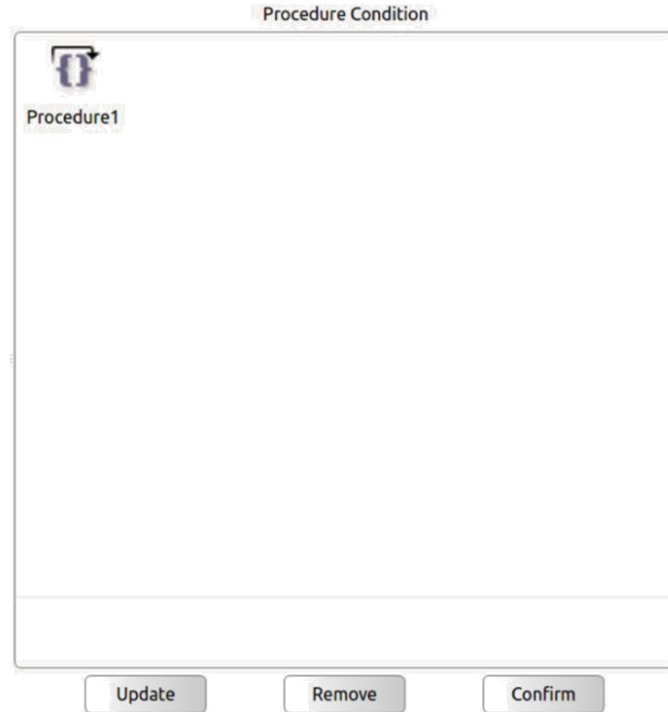 Procedure Condition
{}
Procedure1
Update
Remove
Confirm